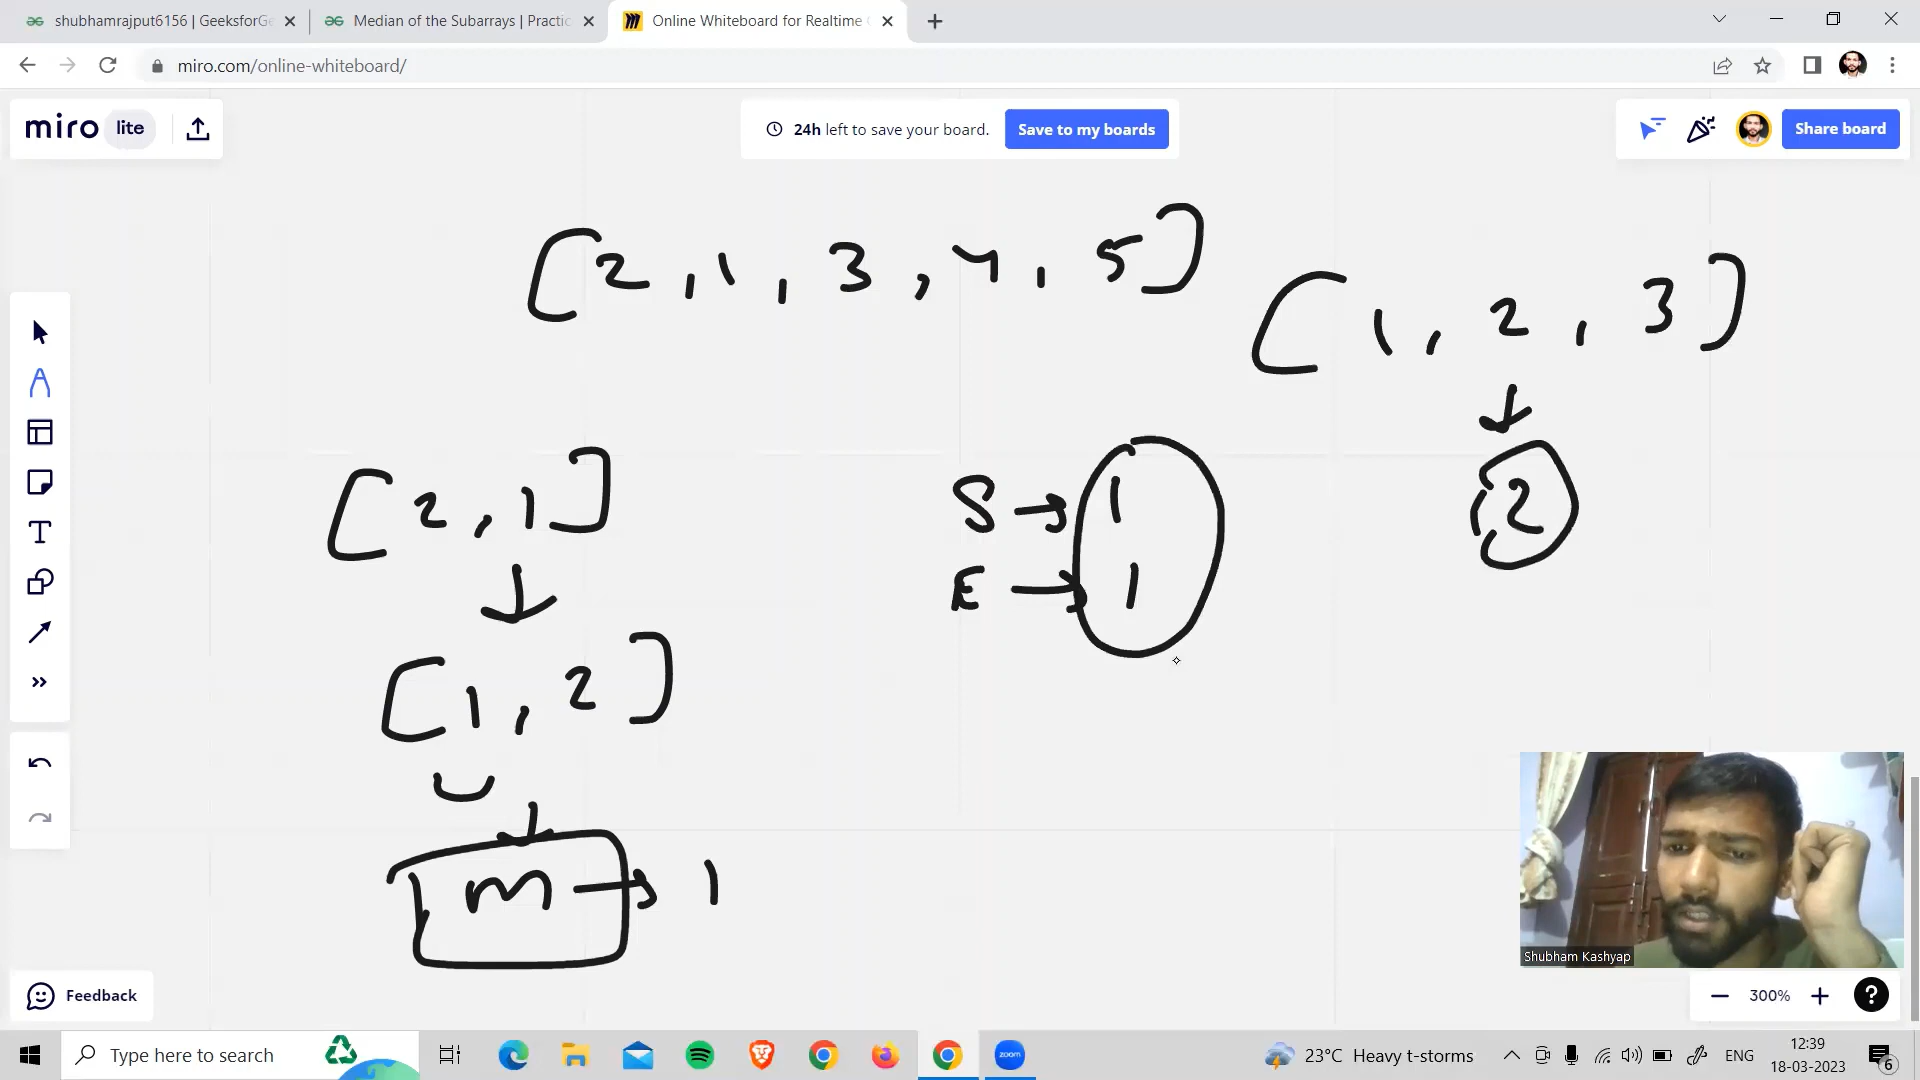 shubhamrajput6156 | GeeksforGe
Median of the Subarrays | Practic
Online Whiteboard for Realtime C
miro.com/online-whiteboard/
miro lite
24h left to save your board.
Save to my boards
Share board
[2, 1, 3, 4, 5]
[1, 2, 3]
2
[2, 1]
S → 1
E → 1
[1, 2]
m → 1
T
Shubham Kashyap
Feedback
300%
?
Type here to search
zoom
23°C Heavy t-storms
ENG
12:39
18-03-2023
6